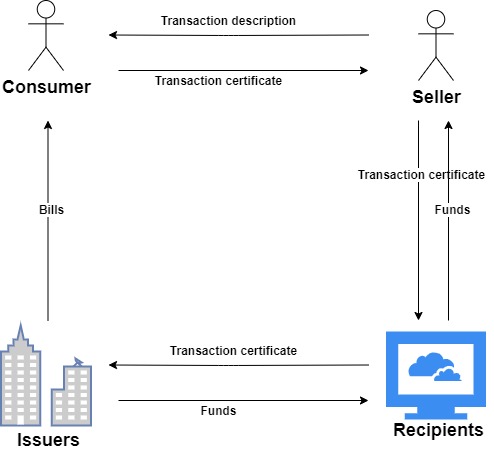 Transaction description
Transaction certificate
Consumer
Seller
Transaction certificate
Bills
Funds
Transaction certificate
Funds
Issuers
Recipients